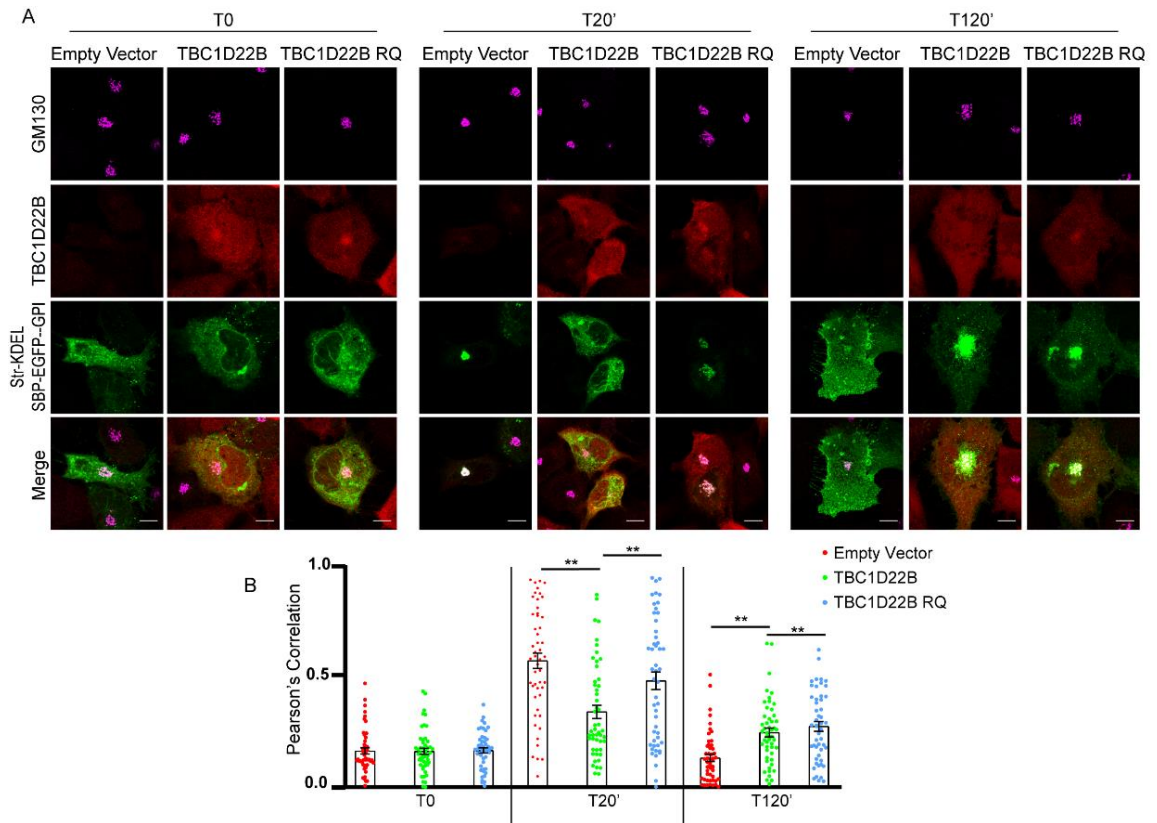 A
T0 T20' T120'
Empty Vector TBC1D22B TBC1D22B RQ Empty Vector TBC1D22B TBC1D22B RQ Empty Vector TBC1D22B TBC1D22B RQ
GM130
TBC1D22B
Str-KDEL
SBP-EGFP--GPI
Merge
B
Pearson's Correlation
1.0
0.5
0.0
** **
** **
Empty Vector
TBC1D22B
TBC1D22B RQ
T0 T20' T120'